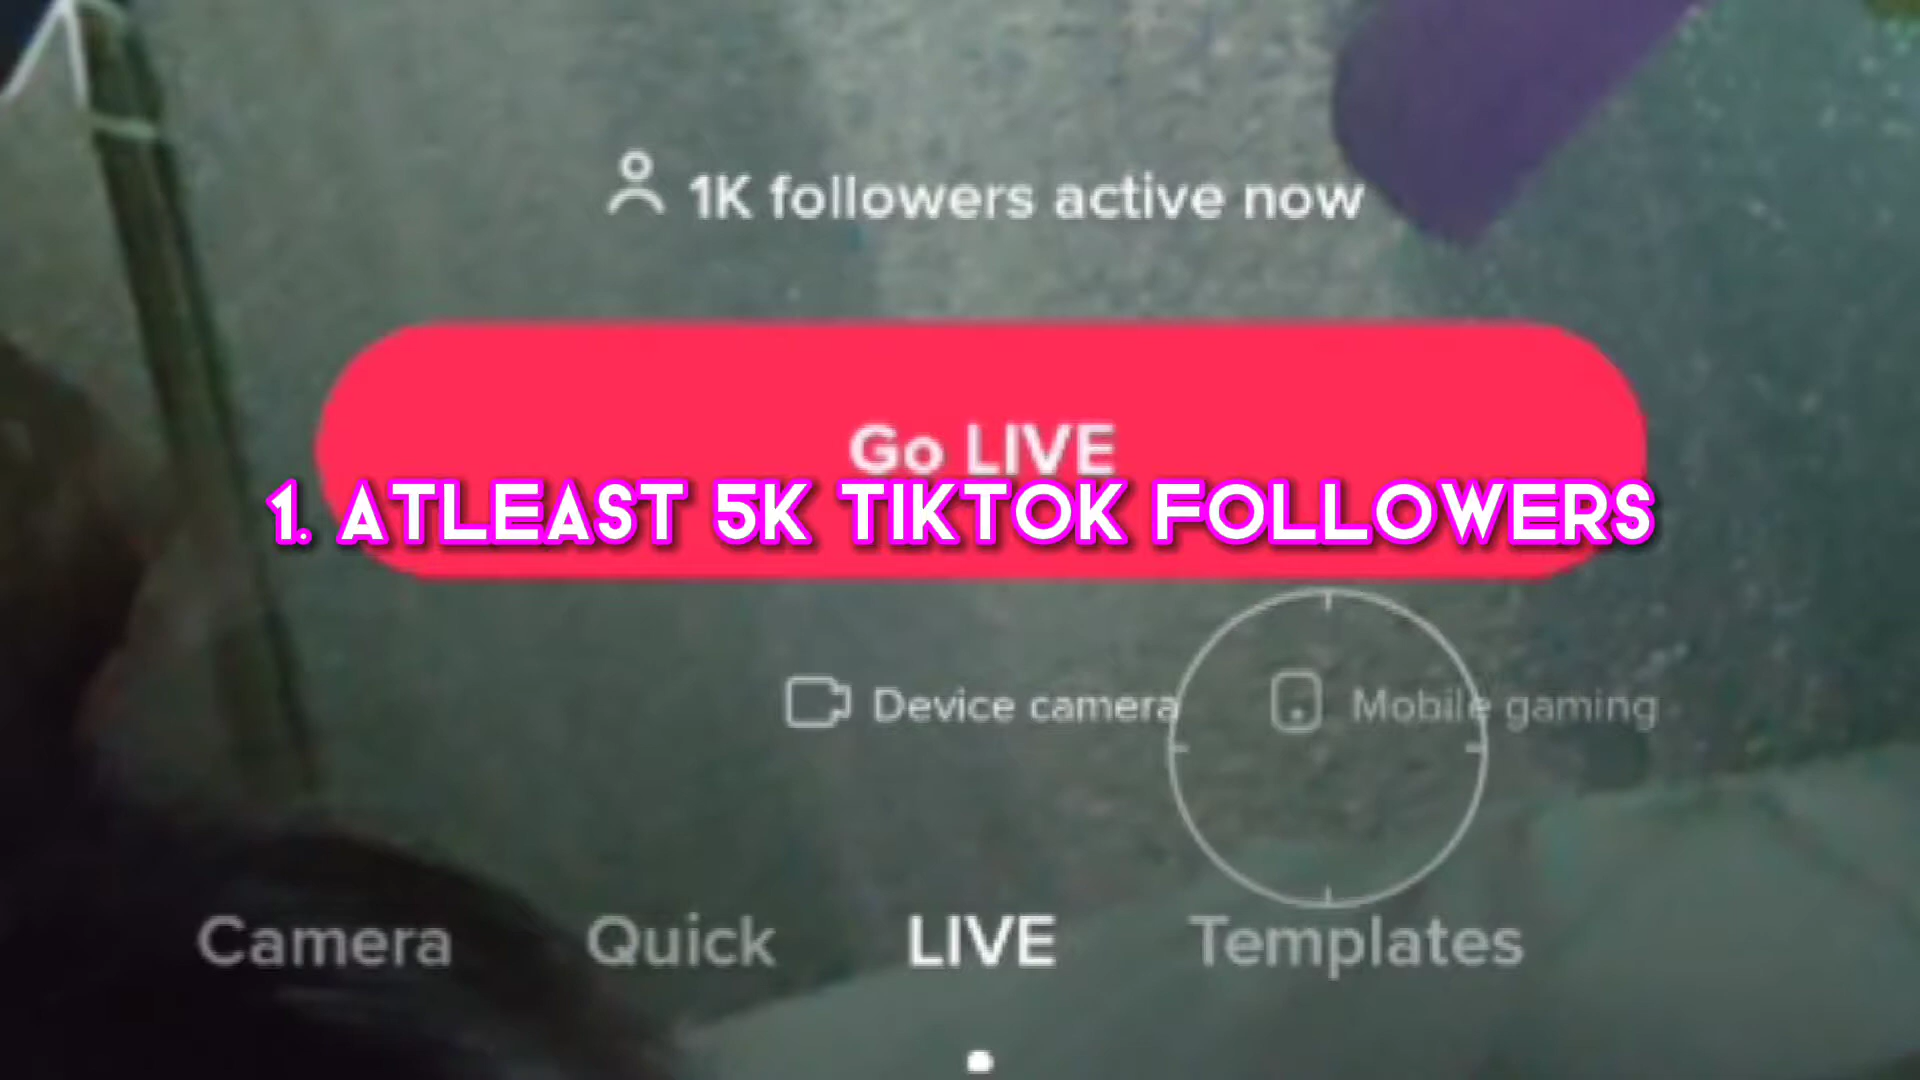 1K followers active now
Go LIVE
1. ATLEAST 5K TIKTOK FOLLOWERS
Device camera
Mobile gaming
Camera
Quick
LIVE
Templates